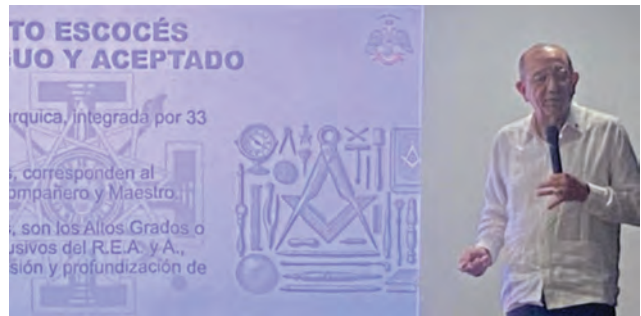 TO ESCOCÉS
GUO Y ACEPTADO
rquica, integrada por 33
s, corresponden al
ompañero y Maestro.
s, son los Altos Grados o
usivos del R.E.A. y A.,
sión y profundización de